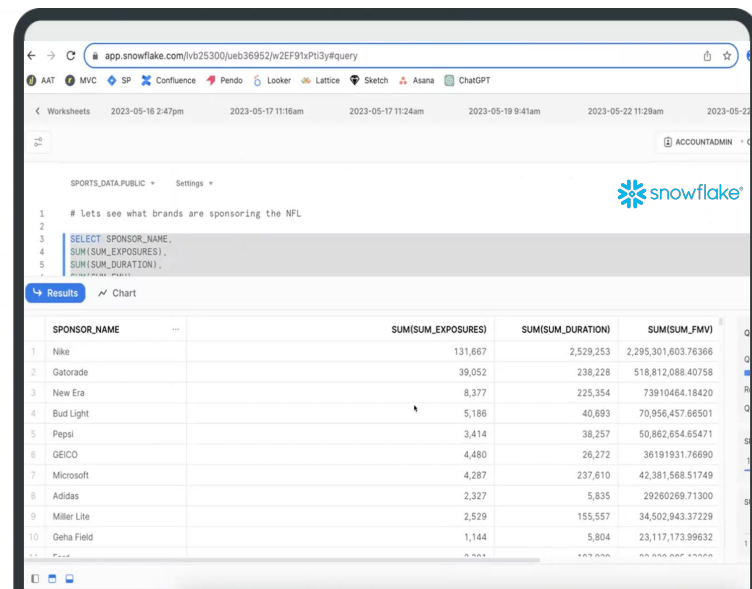 app.snowflake.com/lvb25300/ueb36952/w2EF91xPti3y#query
AAT MVC SP Confluence Pendo Looker Lattice Sketch Asana ChatGPT
Worksheets 2023-05-16 2:47pm 2023-05-17 11:16am 2023-05-17 11:24am 2023-05-19 9:41am 2023-05-22 11:29am 2023-05-22
ACCOUNTADMIN
SPORTS_DATA.PUBLIC Settings
snowflake®
1 # lets see what brands are sponsoring the NFL
2
3 SELECT SPONSOR_NAME,
4 SUM(SUM_EXPOSURES),
5 SUM(SUM_DURATION),
SUM(SUM_FMV)
Results Chart
SPONSOR_NAME ... SUM(SUM_EXPOSURES) SUM(SUM_DURATION) SUM(SUM_FMV)
1 Nike 131,667 2,529,253 2,295,301,603.76366
2 Gatorade 39,052 238,228 518,812,088.40758
3 New Era 8,377 225,354 73910464.18420
4 Bud Light 5,186 40,693 70,956,457.66501
5 Pepsi 3,414 38,257 50,862,654.65471
6 GEICO 4,480 26,272 36191931.76690
7 Microsoft 4,287 237,610 42,381,568.51749
8 Adidas 2,327 5,835 29260269.71300
9 Miller Lite 2,529 155,557 34,502,943.37229
10 Geha Field 1,144 5,804 23,117,173.99632